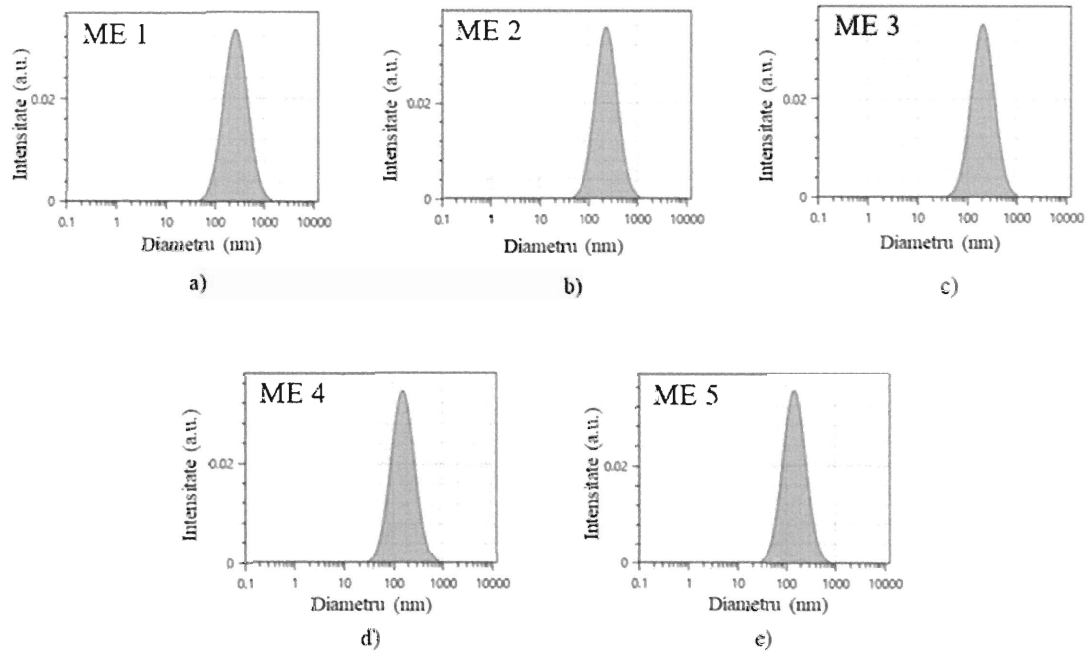 ME 1
Intensitate (a.u.)
0.02
0
0.1 1 10 100 1000 10000
Diametru (nm)
a)
ME 2
Intensitate (a.u.)
0.02
0
0.1 1 10 100 1000 10000
Diametru (nm)
b)
ME 3
Intensitate (a.u.)
0.02
0
0.1 1 10 100 1000 10000
Diametru (nm)
c)
ME 4
Intensitate (a.u.)
0.02
0
0.1 1 10 100 1000 10000
Diametru (nm)
d)
ME 5
Intensitate (a.u.)
0.02
0
0.1 1 10 100 1000 10000
Diametru (nm)
e)